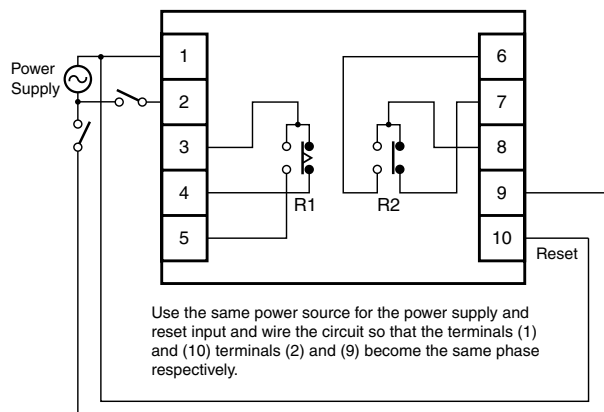 Power
Supply
1
2
3
4
5
6
7
8
9
10
R1
R2
Reset
Use the same power source for the power supply and
reset input and wire the circuit so that the terminals (1)
and (10) terminals (2) and (9) become the same phase
respectively.